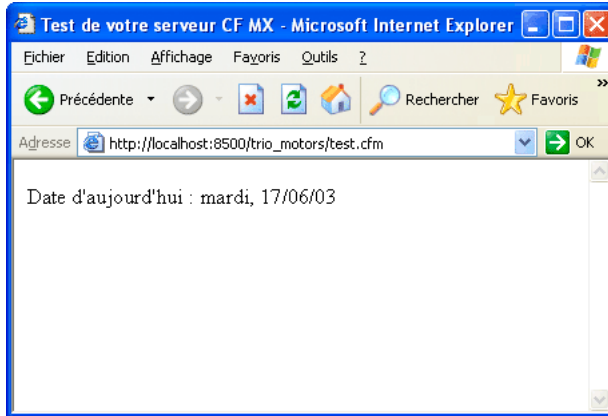 Test de votre serveur CF MX - Microsoft Internet Explorer
Fichier Edition Affichage Favoris Outils ?
Précédente Rechercher Favoris »
Adresse http://localhost:8500/trio_motors/test.cfm OK
Date d'aujourd'hui : mardi, 17/06/03